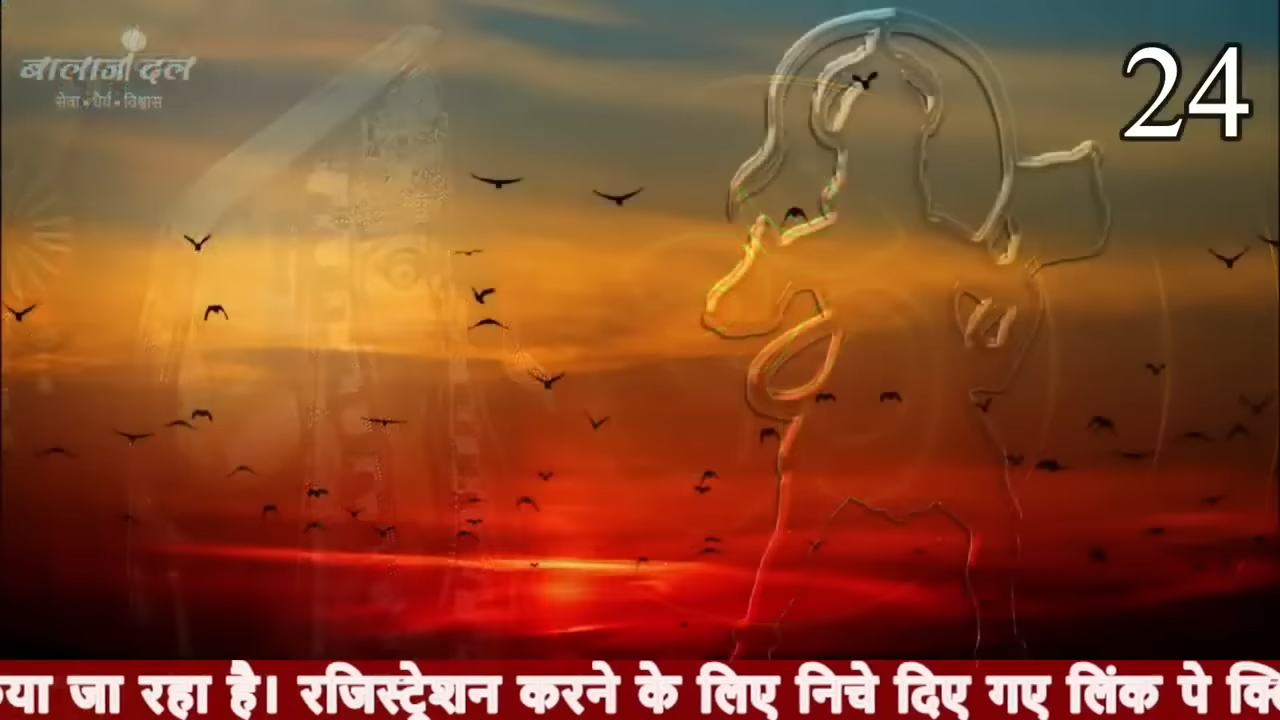 बालाजी दल
सेवा • धैर्य • विश्वास
24
जा रहा है। रजिस्ट्रेशन करने के लिए निचे दिए गए लिंक पे